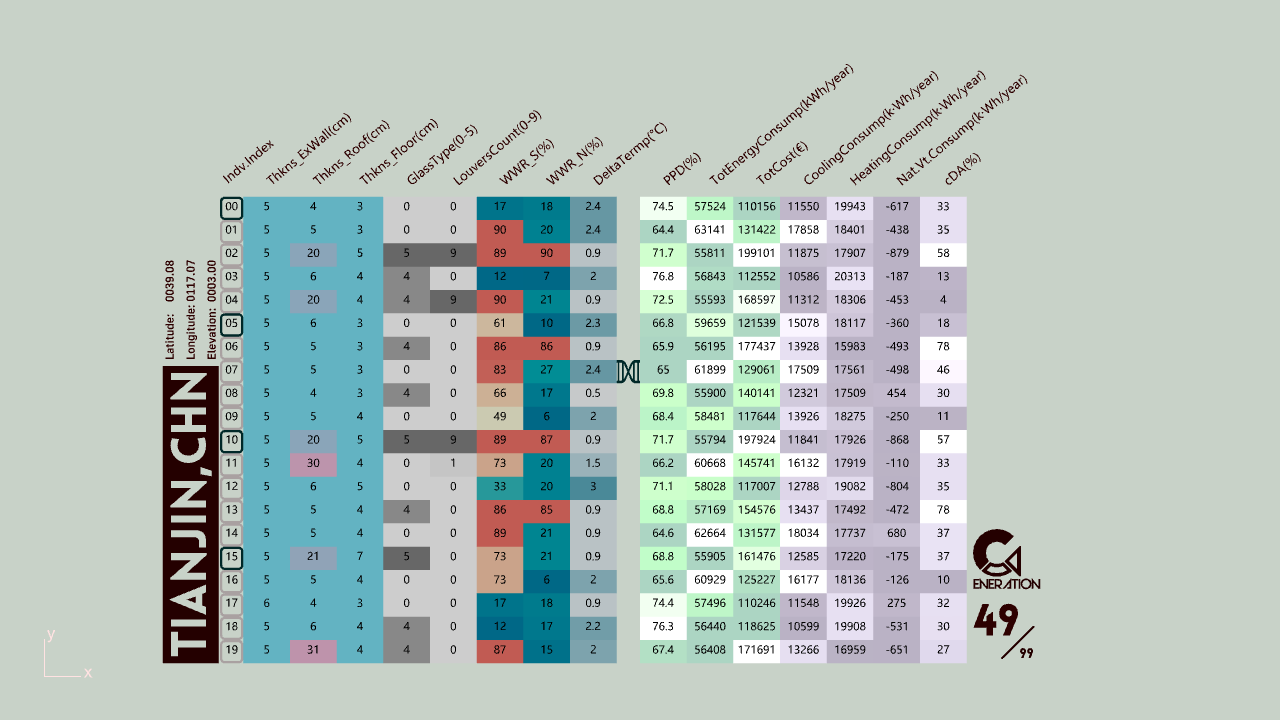 Indv.Index Thkns_ExWall(cm) Thkns_Roof(cm) Thkns_Floor(cm) GlassType(0-5) LouversCount(0-9) WWR_S(%) WWR_N(%) DeltaTermp(°C) PPD(%) TotEnergyConsump(kWh/year) TotCost(€) CoolingConsump(k·Wh/year) HeatingConsump(k·Wh/year) Nat.Vt.Consump(k·Wh/year) cDA(%)
00 5 4 3 0 0 17 18 2.4 74.5 57524 110156 11550 19943 -617 33
01 5 5 3 0 0 90 20 2.4 64.4 63141 131422 17858 18401 -438 35
02 5 20 5 5 9 89 90 0.9 71.7 55811 199101 11875 17907 -879 58
03 5 6 3 4 0 12 7 2 76.8 56843 112552 10586 20313 -187 13
04 5 20 4 4 9 90 21 0.9 72.5 55593 168597 11312 18306 -453 4
05 5 6 3 0 0 61 10 2.3 66.8 59659 121539 15078 18117 -360 18
06 5 5 3 4 0 86 86 0.9 65.9 56195 177437 13928 15983 -493 78
07 5 5 3 0 0 83 27 2.4 65 61899 129061 17509 17561 -498 46
08 5 4 3 4 0 66 17 0.5 69.8 55900 140141 12321 17509 454 30
09 5 5 4 0 0 49 6 2 68.4 58481 117644 13926 18275 -250 11
10 5 20 5 5 9 89 87 0.9 71.7 55794 197924 11841 17926 -868 57
11 5 30 4 0 1 73 20 1.5 66.2 60668 145741 16132 17919 -110 33
12 5 6 5 0 0 33 20 3 71.1 58028 117007 12788 19082 -804 35
13 5 5 4 4 0 86 85 0.9 68.8 57169 154576 13437 17492 -472 78
14 5 5 4 0 0 89 21 0.9 64.6 62664 131577 18034 17737 680 37
15 5 21 7 5 0 73 21 0.9 68.8 55905 161476 12585 17220 -175 37
16 5 5 4 0 0 73 6 2 65.6 60929 125227 16177 18136 -126 10
17 6 4 3 0 0 17 18 0.9 74.4 57496 110246 11548 19926 275 32
18 5 6 4 4 0 12 17 2.2 76.3 56440 118625 10599 19908 -531 30
19 5 31 4 4 0 87 15 2 67.4 56408 171691 13266 16959 -651 27
Latitude: 0039.08
Longitude: 0117.07
Elevation: 0003.00
TIANJIN,CHN
G
ENERATION
49/99
y
x